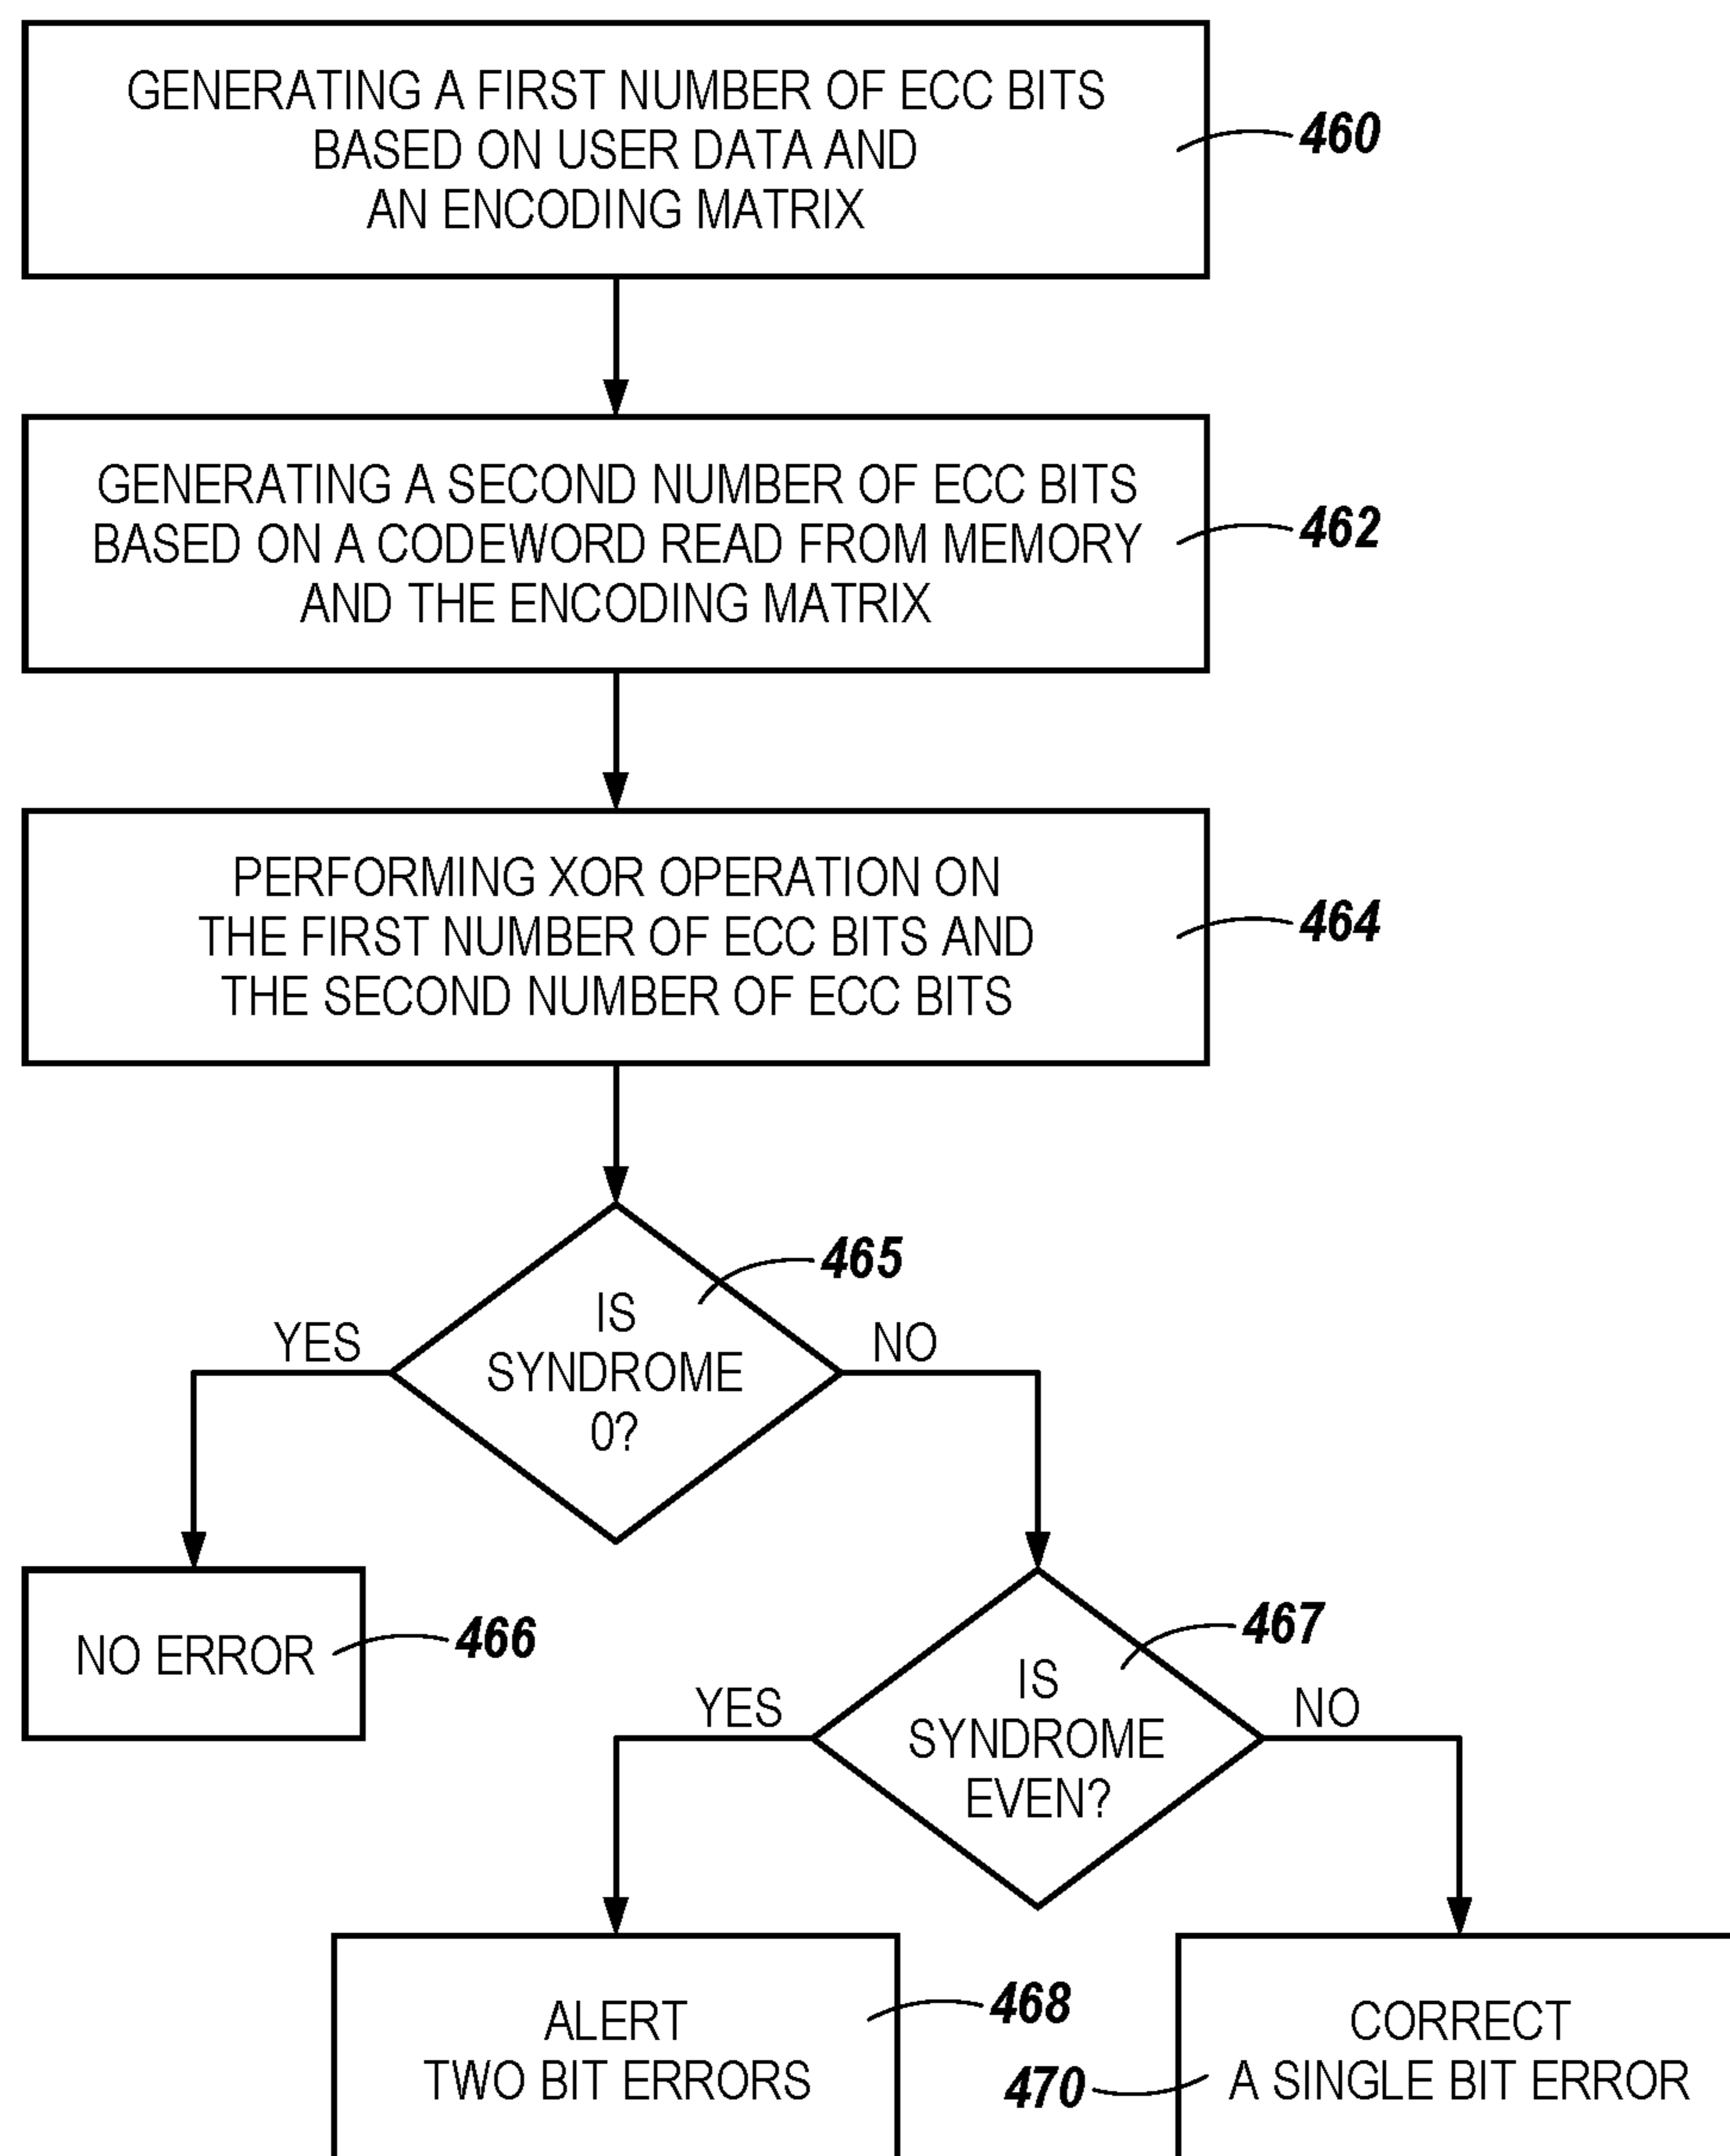 GENERATING A FIRST NUMBER OF ECC BITS
BASED ON USER DATA AND
AN ENCODING MATRIX
460
GENERATING A SECOND NUMBER OF ECC BITS
BASED ON A CODEWORD READ FROM MEMORY
AND THE ENCODING MATRIX
462
PERFORMING XOR OPERATION ON
THE FIRST NUMBER OF ECC BITS AND
THE SECOND NUMBER OF ECC BITS
464
465
IS
SYNDROME
0?
YES
NO
NO ERROR
466
467
IS
SYNDROME
EVEN?
YES
NO
ALERT
TWO BIT ERRORS
468
470
CORRECT
A SINGLE BIT ERROR